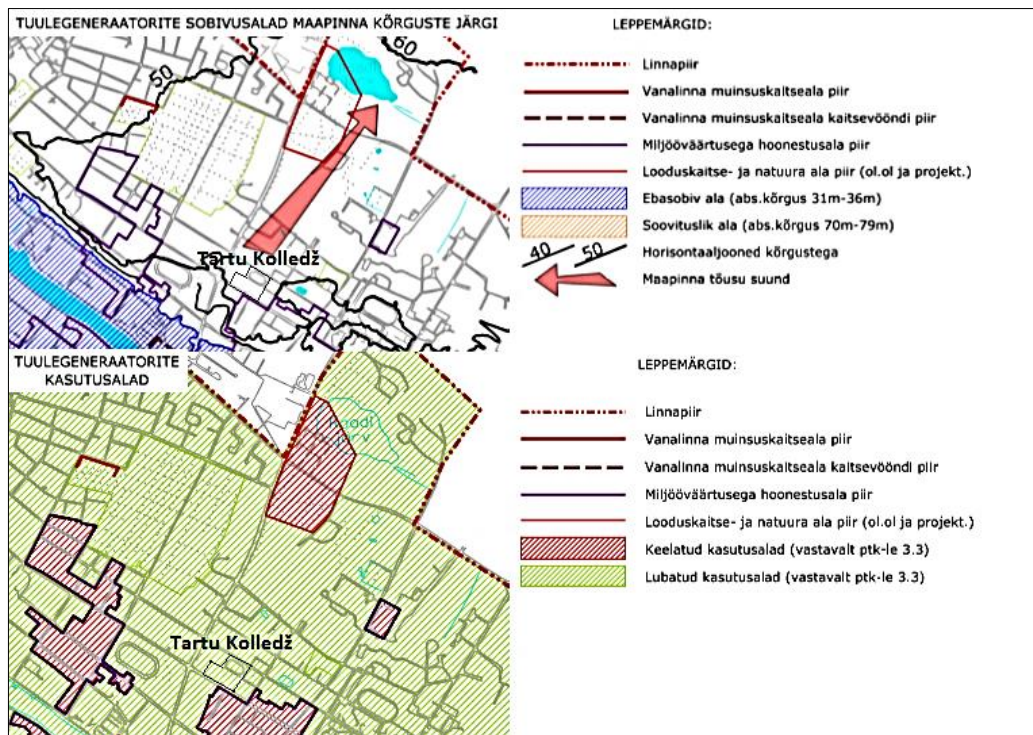 TUULEGENERAATORITE SOBIVUSALAD MAAPINNA KÕRGUSTE JÄRGI
50
60
Tartu Kolledž
LEPPEMÄRGID:
Linnapiir
Vanalinna muinsuskaitseala piir
Vanalinna muinsuskaitseala kaitsevööndi piir
Miljööväärtusega hoonestusala piir
Looduskaitse- ja natuura ala piir (ol.ol ja projekt.)
Ebasobiv ala (abs.kõrgus 31m-36m)
Soovituslik ala (abs.kõrgus 70m-79m)
40 50 Horisontaaljooned kõrgustega
Maapinna tõusu suund
TUULEGENERAATORITE
KASUTUSALAD
Raadi
järv
Tartu Kolledž
LEPPEMÄRGID:
Linnapiir
Vanalinna muinsuskaitseala piir
Vanalinna muinsuskaitseala kaitsevööndi piir
Miljööväärtusega hoonestusala piir
Looduskaitse- ja natuura ala piir (ol.ol ja projekt.)
Keelatud kasutusalad (vastavalt ptk-le 3.3)
Lubatud kasutusalad (vastavalt ptk-le 3.3)